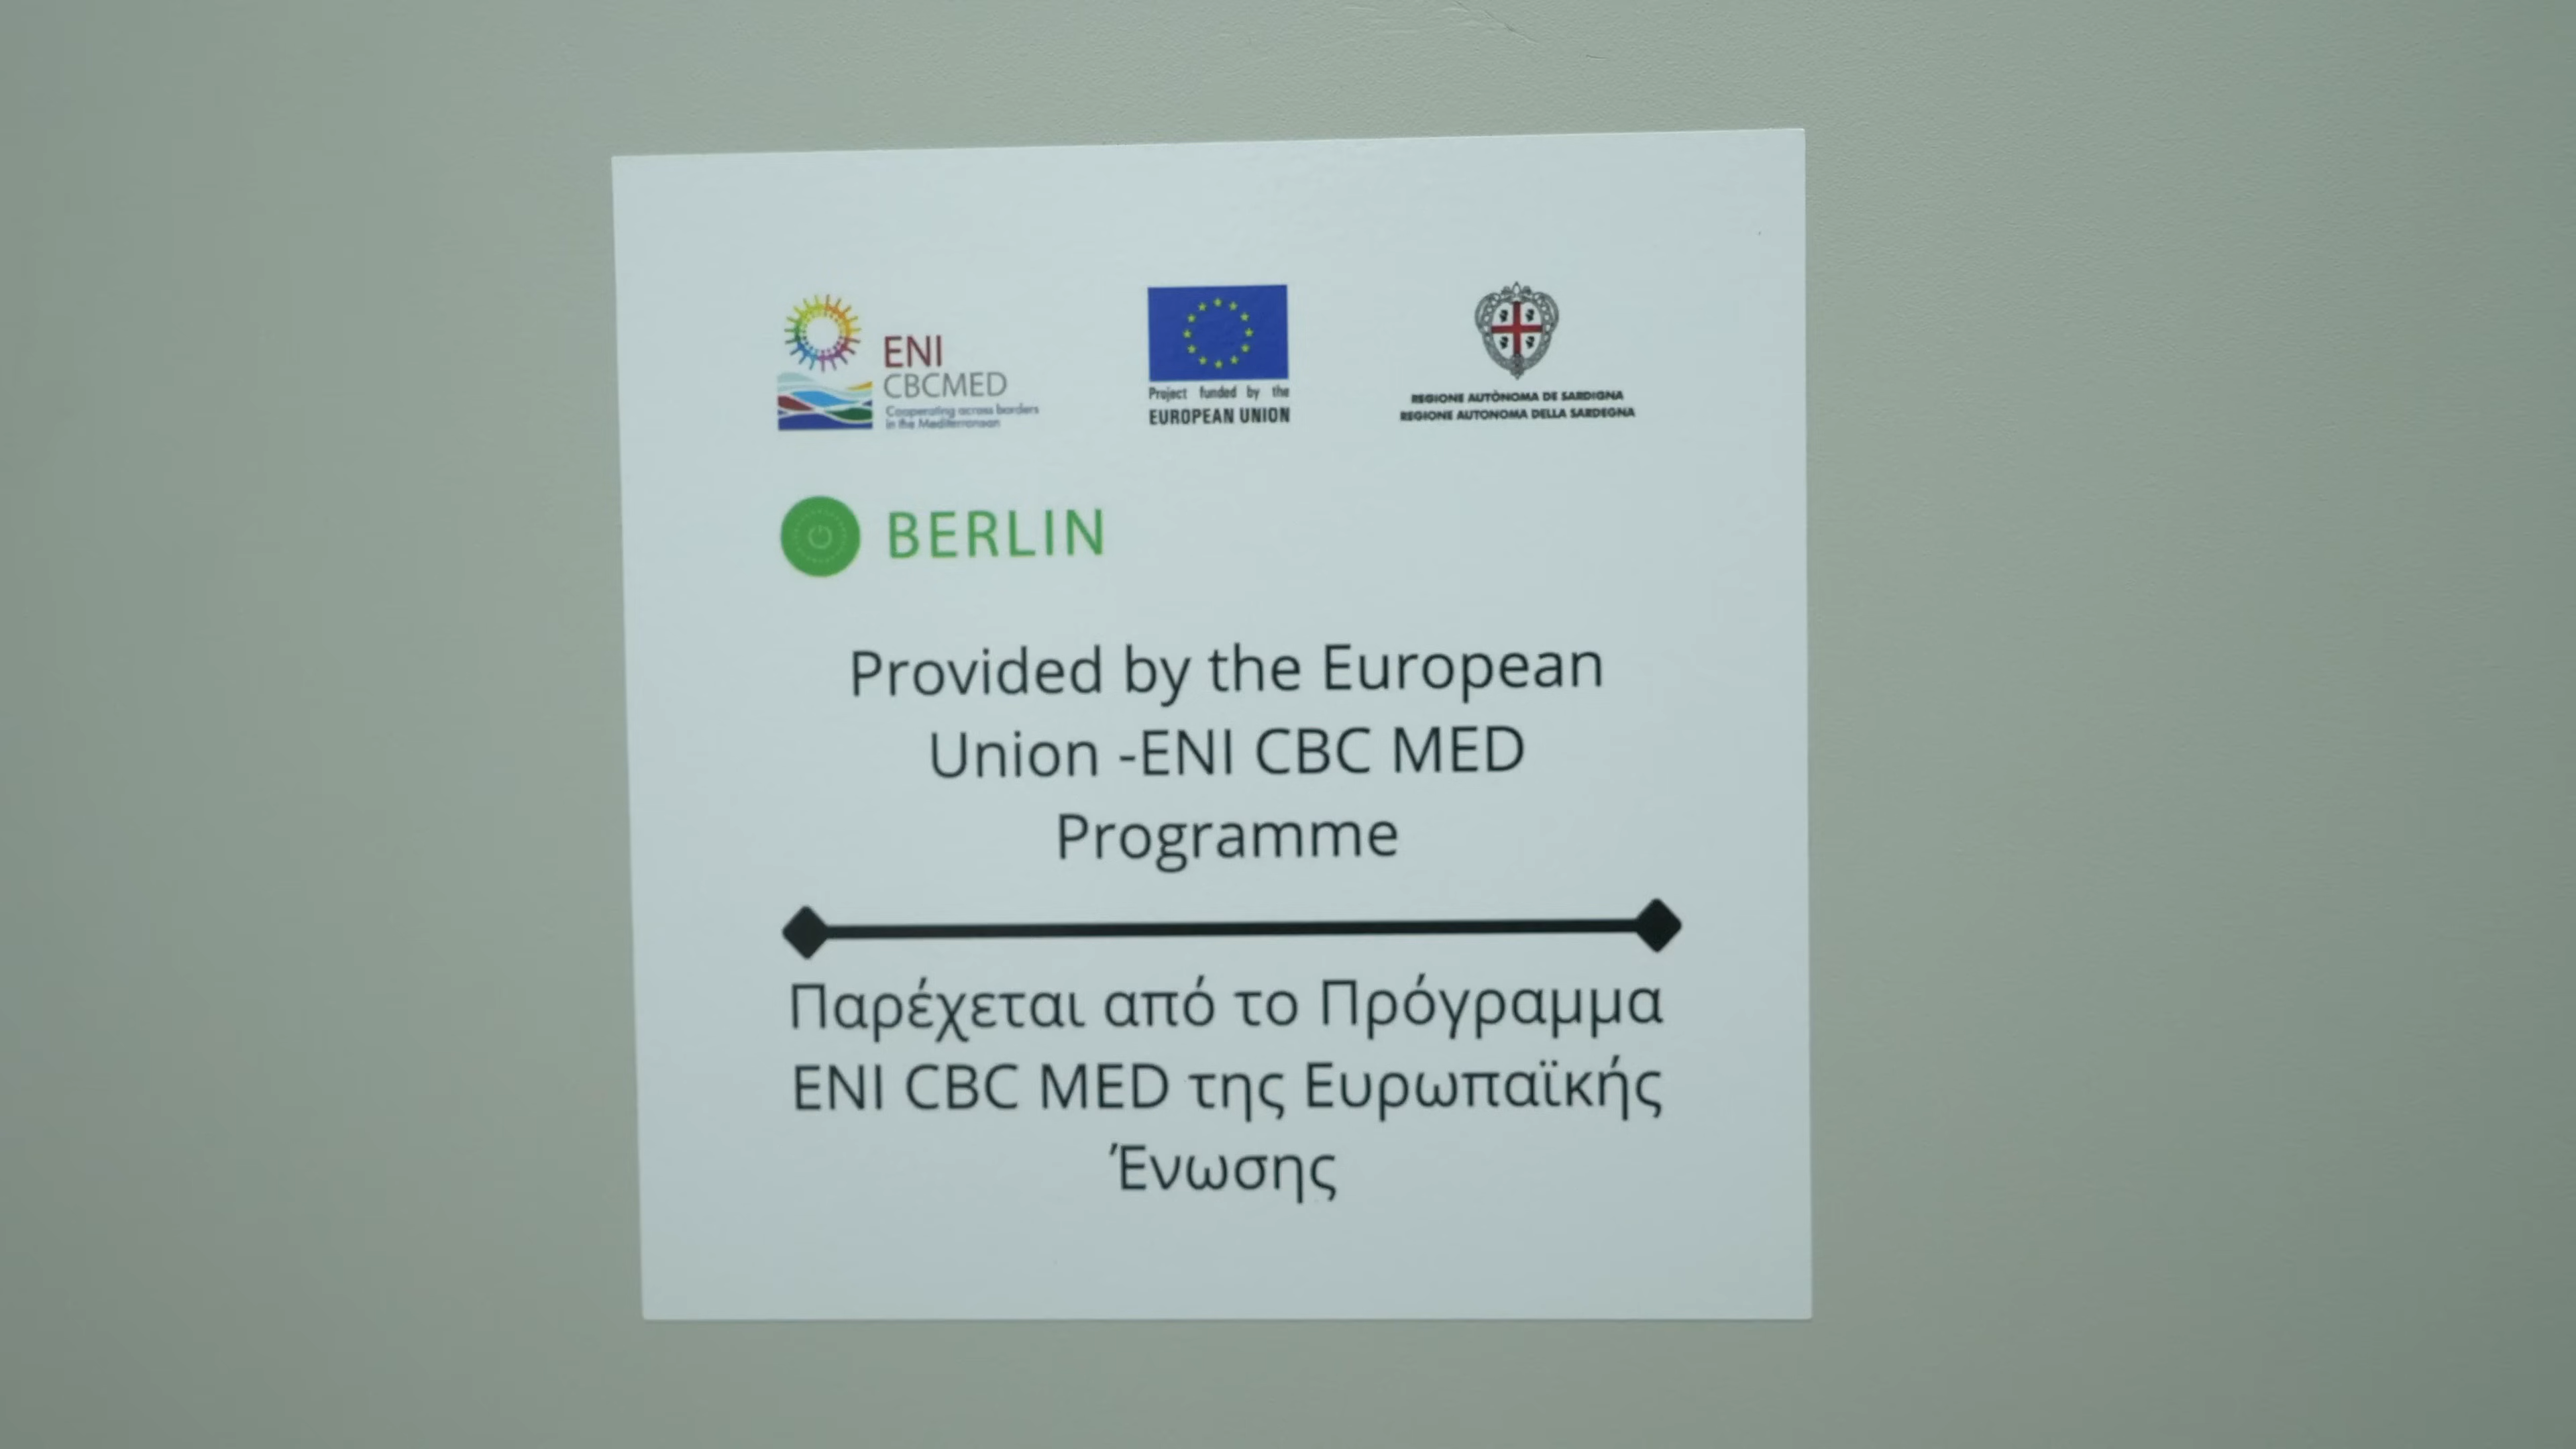 ENI
CBCMED
Cooperating across borders
in the Mediterranean
Project funded by the
EUROPEAN UNION
REGIONE AUTÒNOMA DE SARDIGNA
REGIONE AUTONOMA DELLA SARDEGNA
BERLIN
Provided by the European
Union -ENI CBC MED
Programme
Παρέχεται από το Πρόγραμμα
ENI CBC MED της Ευρωπαϊκής
Ένωσης